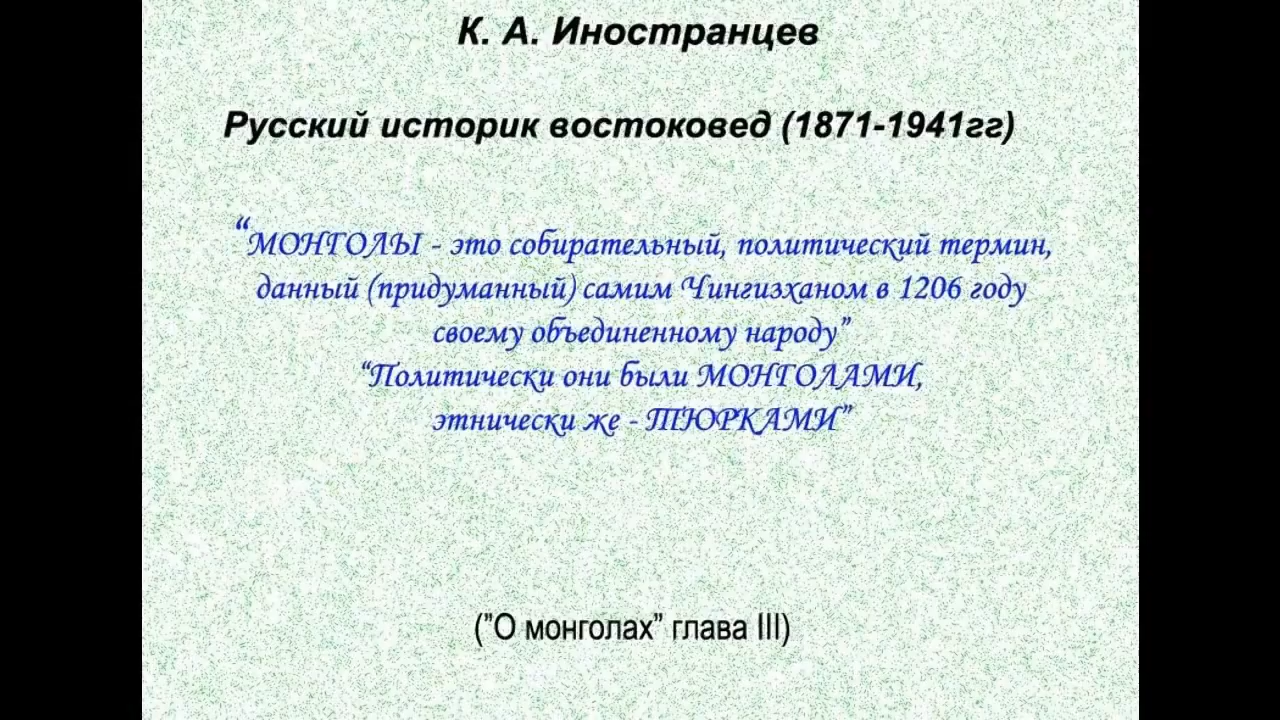 К. А. Иностранцев
Русский историк востоковед (1871-1941гг)
“МОНГОЛЫ - это собирательный, политический термин,
данный (придуманный) самим Чингизханом в 1206 году
своему объединенному народу”
“Политически они были МОНГОЛАМИ,
этнически же - ТЮРКАМИ”
(”О монголах” глава III)